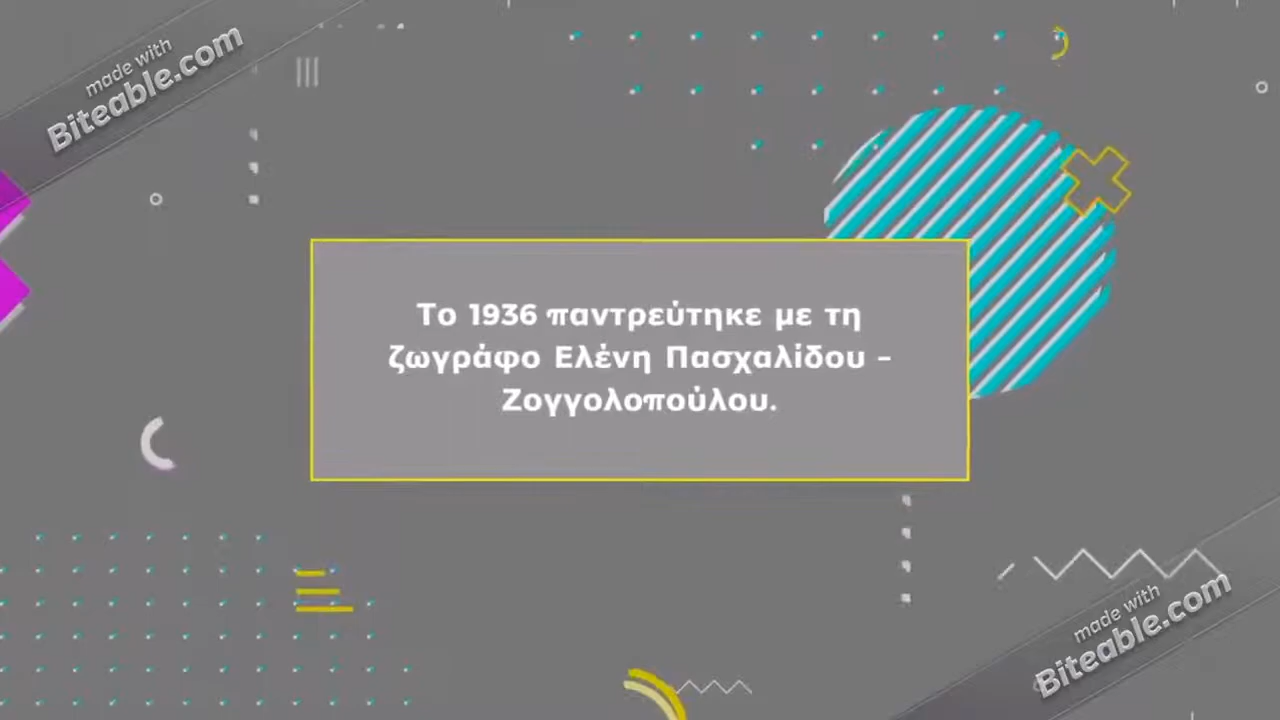 made with
Biteable.com
Το 1936 παντρεύτηκε με τη
ζωγράφο Ελένη Πασχαλίδου -
Ζογγολοπούλου.
made with
Biteable.com